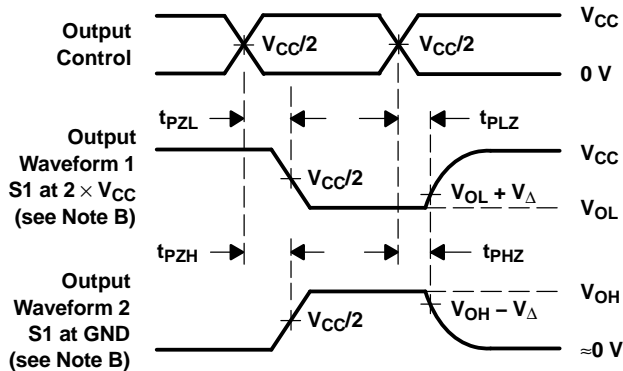 Output
Control
V_CC/2
V_CC/2
V_CC
0 V
t_PZL
t_PLZ
Output
Waveform 1
S1 at 2 × V_CC
(see Note B)
V_CC/2
V_CC
V_OL + V_Δ
V_OL
t_PZH
t_PHZ
Output
Waveform 2
S1 at GND
(see Note B)
V_CC/2
V_OH
V_OH – V_Δ
≈0 V